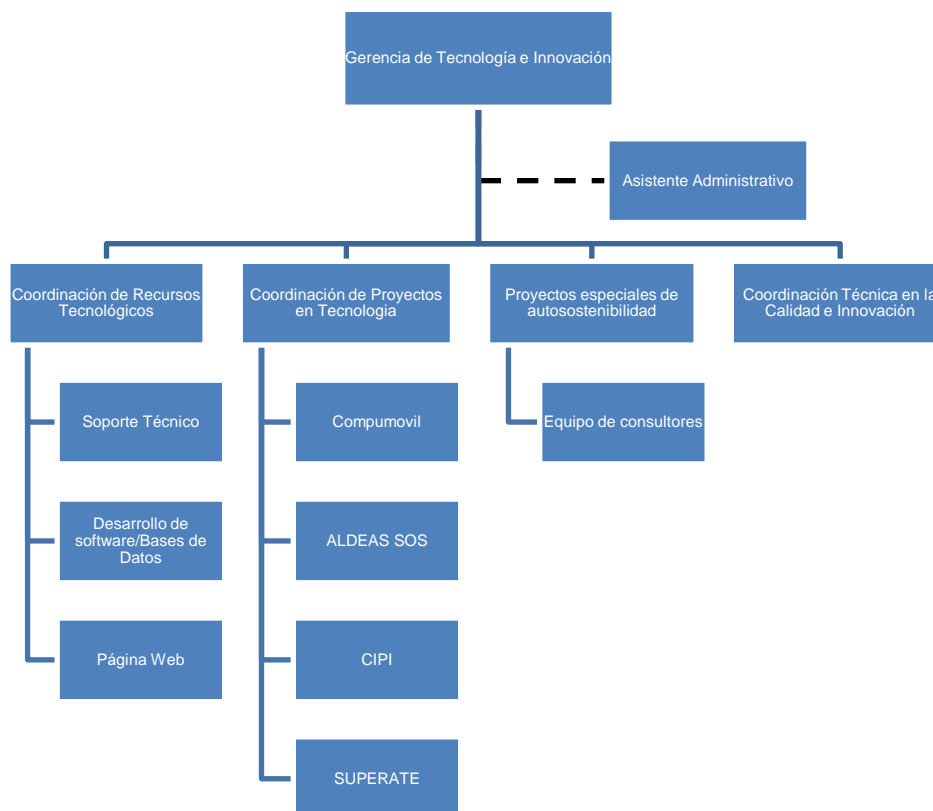 Gerencia de Tecnología e Innovación
Asistente Administrativo
Coordinación de Recursos
Tecnológicos
Coordinación de Proyectos
en Tecnologia
Proyectos especiales de
autosostenibilidad
Coordinación Técnica en la
Calidad e Innovación
Soporte Técnico
Compumovil
Equipo de consultores
Desarrollo de
software/Bases de
Datos
ALDEAS SOS
Página Web
CIPI
SUPERATE